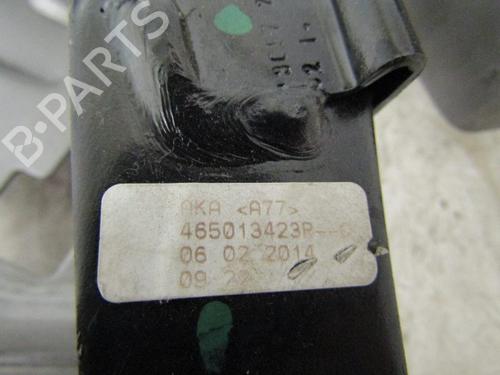 B-PARTS
AKA <A77>
465013423R--C
06 02 2014
09 22